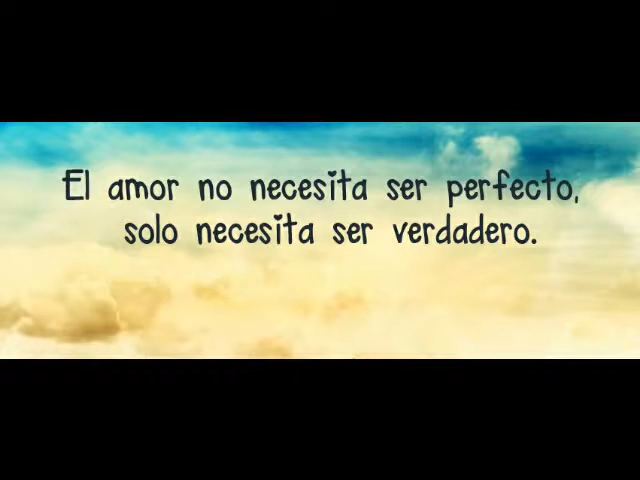 El amor no necesita ser perfecto,
solo necesita ser verdadero.